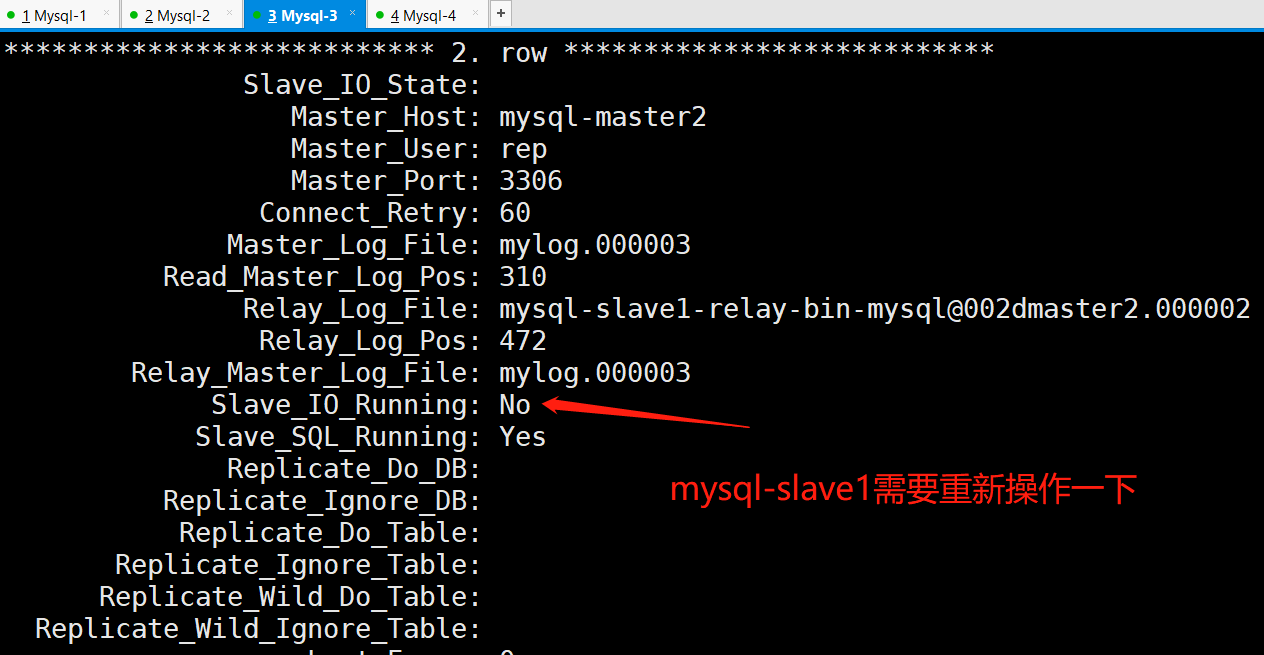 1 Mysql-1 × 2 Mysql-2 × 3 Mysql-3 × 4 Mysql-4 × +
*************************** 2. row ***************************
Slave_IO_State:
Master_Host: mysql-master2
Master_User: rep
Master_Port: 3306
Connect_Retry: 60
Master_Log_File: mylog.000003
Read_Master_Log_Pos: 310
Relay_Log_File: mysql-slave1-relay-bin-mysql@002dmaster2.000002
Relay_Log_Pos: 472
Relay_Master_Log_File: mylog.000003
Slave_IO_Running: No
Slave_SQL_Running: Yes
Replicate_Do_DB:
mysql-slave1需要重新操作一下
Replicate_Ignore_DB:
Replicate_Do_Table:
Replicate_Ignore_Table:
Replicate_Wild_Do_Table:
Replicate_Wild_Ignore_Table: